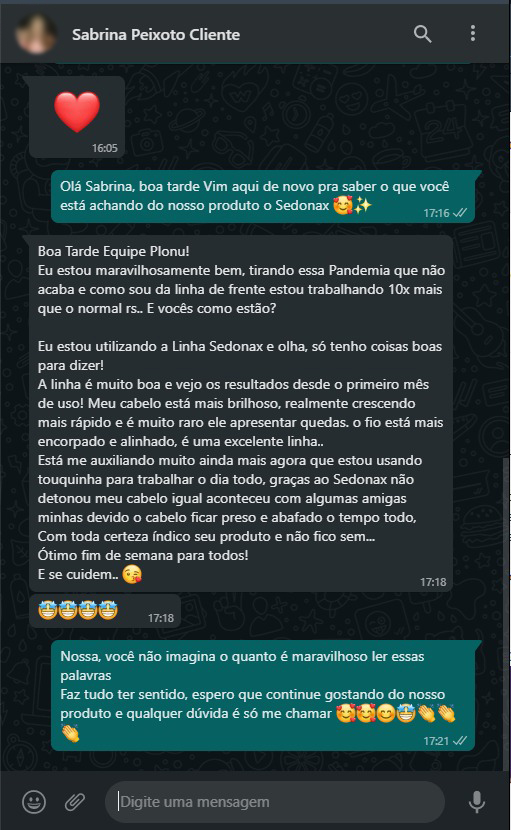 Sabrina Peixoto Cliente
16:05
Olá Sabrina, boa tarde Vim aqui de novo pra saber o que você
está achando do nosso produto o Sedonax 🥰✨
17:16
Boa Tarde Equipe Plonu!
Eu estou maravilhosamente bem, tirando essa Pandemia que não
acaba e como sou da linha de frente estou trabalhando 10x mais
que o normal rs.. E vocês como estão?
Eu estou utilizando a Linha Sedonax e olha, só tenho coisas boas
para dizer!
A linha é muito boa e vejo os resultados desde o primeiro mês
de uso! Meu cabelo está mais brilhoso, realmente crescendo
mais rápido e é muito raro ele apresentar quedas. o fio está mais
encorpado e alinhado, é uma excelente linha..
Está me auxiliando muito ainda mais agora que estou usando
touquinha para trabalhar o dia todo, graças ao Sedonax não
detonou meu cabelo igual aconteceu com algumas amigas
minhas devido o cabelo ficar preso e abafado o tempo todo,
Com toda certeza índico seu produto e não fico sem...
Ótimo fim de semana para todos!
E se cuidem.. 😘
17:18
🤩🤩🤩🤩
17:18
Nossa, você não imagina o quanto é maravilhoso ler essas
palavras
Faz tudo ter sentido, espero que continue gostando do nosso
produto e qualquer dúvida é só me chamar 🥰🥰😊🤩👏👏
👏
17:21
Digite uma mensagem